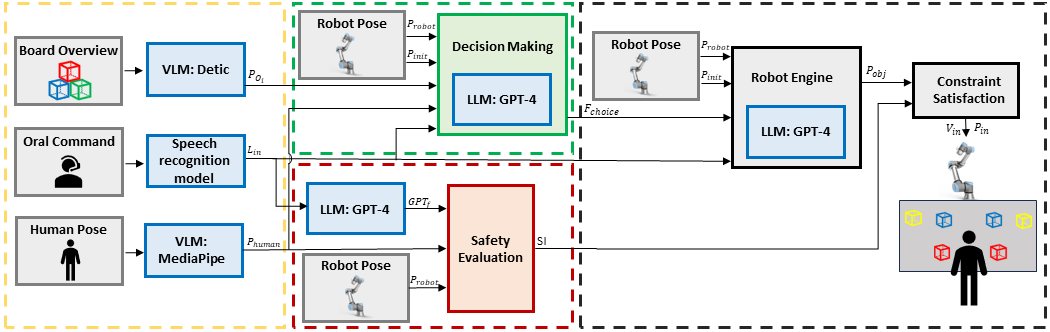 Board Overview
VLM: Detic
P_{O_i}
Oral Command
Speech
recognition
model
L_{in}
Human Pose
VLM:
MediaPipe
P_{human}
Robot Pose
P_{robot}
P_{init}
Decision Making
LLM: GPT-4
F_{choice}
LLM: GPT-4
GPT_f
Robot Pose
P_{robot}
Safety
Evaluation
SI
Robot Pose
P_{robot}
P_{init}
Robot Engine
LLM: GPT-4
P_{obj}
Constraint
Satisfaction
V_{in}
P_{in}